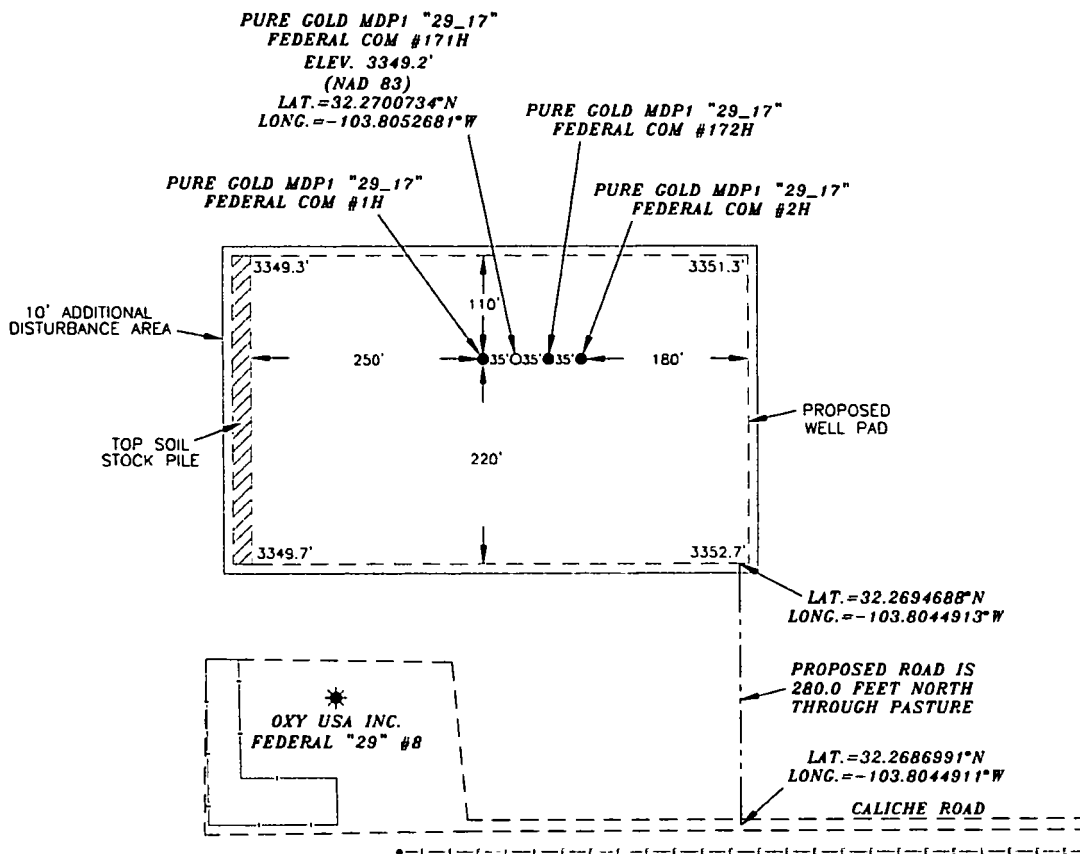 PURE GOLD MDP1 "29_17"
FEDERAL COM #171H
ELEV. 3349.2'
(NAD 83)
LAT.=32.2700734°N
LONG.=-103.8052681°W
PURE GOLD MDP1 "29_17"
FEDERAL COM #172H
PURE GOLD MDP1 "29_17"
FEDERAL COM #1H
PURE GOLD MDP1 "29_17"
FEDERAL COM #2H
3349.3'
3351.3'
110'
10' ADDITIONAL
DISTURBANCE AREA
250'
35'
35'
35'
180'
PROPOSED
WELL PAD
TOP SOIL
STOCK PILE
220'
3349.7'
3352.7'
LAT.=32.2694688°N
LONG.=-103.8044913°W
PROPOSED ROAD IS
280.0 FEET NORTH
THROUGH PASTURE
OXY USA INC.
FEDERAL "29" #8
LAT.=32.2686991°N
LONG.=-103.8044911°W
CALICHE ROAD